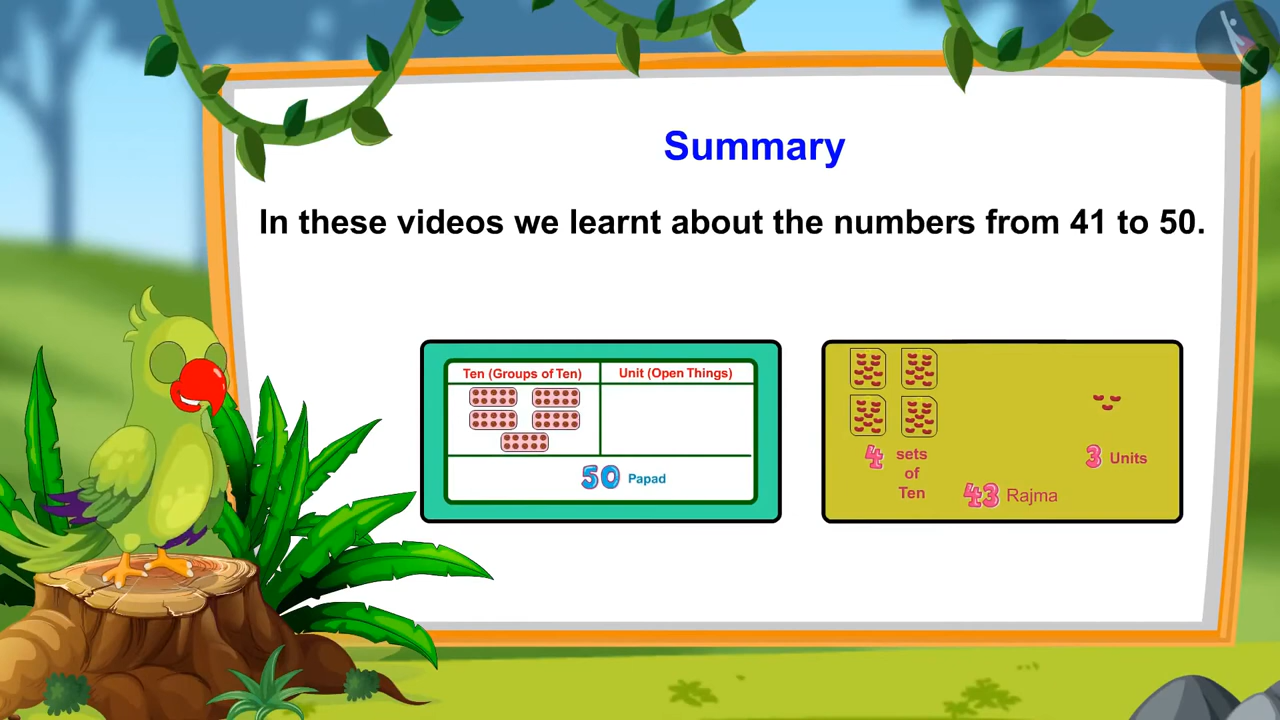 Summary
In these videos we learnt about the numbers from 41 to 50.
Ten (Groups of Ten)
Unit (Open Things)
50 Papad
4 sets
of
Ten
3 Units
43 Rajma